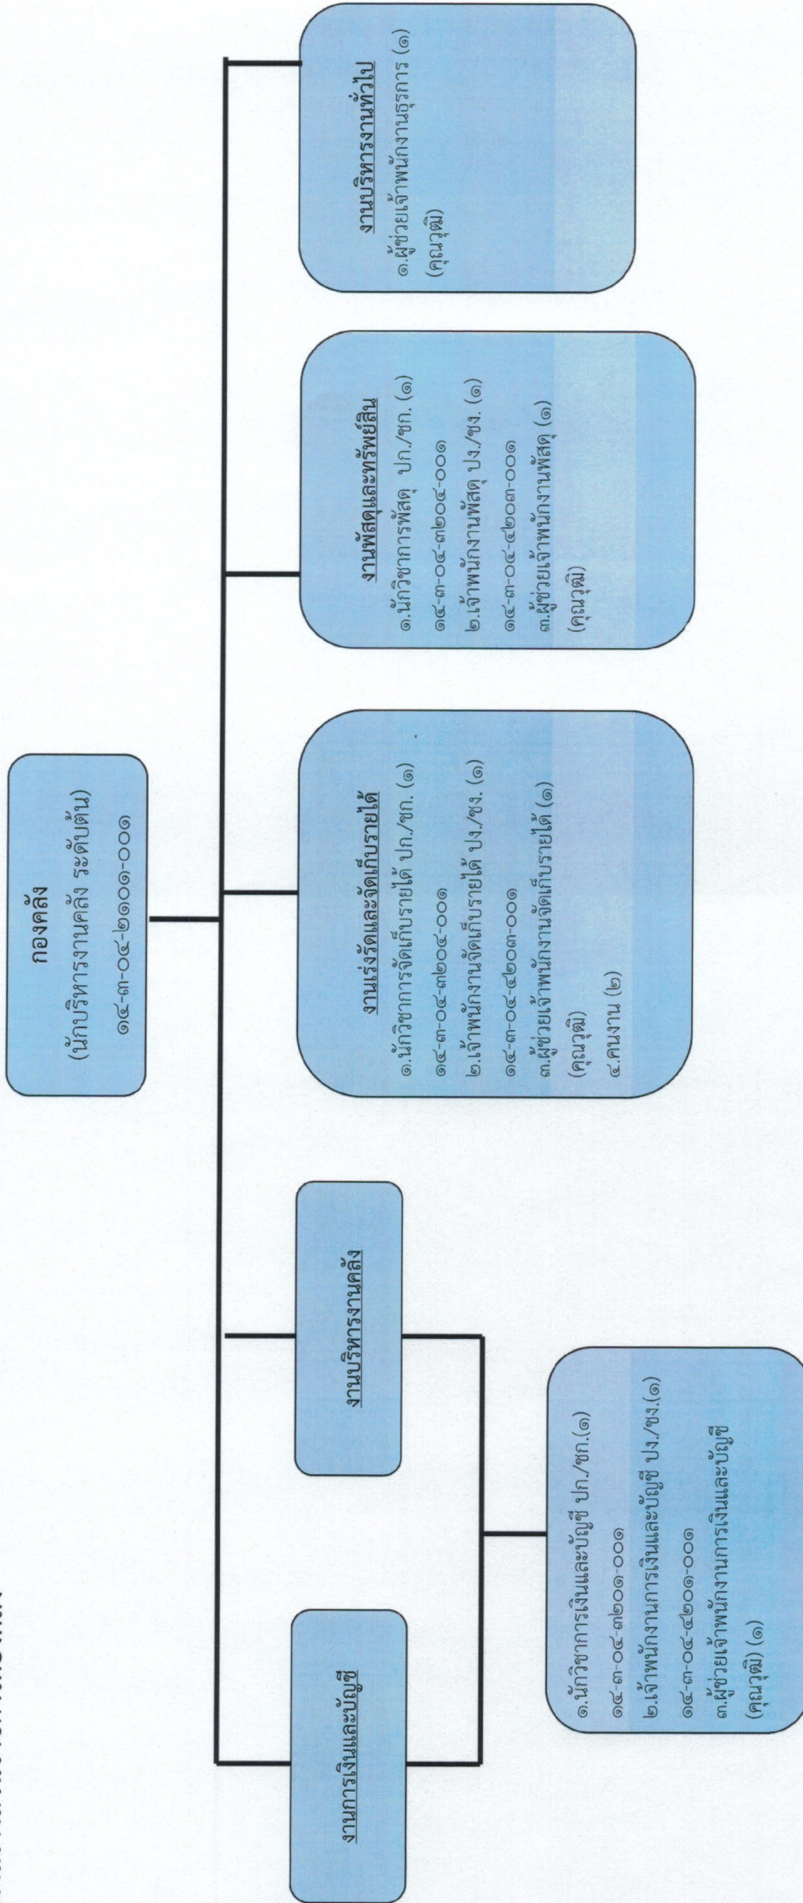 กองคลัง
(นักบริหารงานคลัง ระดับต้น)
๑๔-๓-๐๔-๒๑๐๑-๐๐๑
งานการเงินและบัญชี
งานบริหารงานคลัง
๑.นักวิชาการเงินและบัญชี ปก./ชก.(๑)
๑๔-๓-๐๔-๓๒๐๑-๐๐๑
๒.เจ้าพนักงานการเงินและบัญชี ปง./ชง.(๑)
๑๔-๓-๐๔-๔๒๐๑-๐๐๑
๓.ผู้ช่วยเจ้าพนักงานการเงินและบัญชี
(คุณวุฒิ) (๑)
งานเร่งรัดและจัดเก็บรายได้
๑.นักวิชาการจัดเก็บรายได้ ปก./ชก. (๑)
๑๔-๓-๐๔-๓๒๐๔-๐๐๑
๒.เจ้าพนักงานจัดเก็บรายได้ ปง./ชง. (๑)
๑๔-๓-๐๔-๔๒๐๓-๐๐๑
๓.ผู้ช่วยเจ้าพนักงานจัดเก็บรายได้ (๑)
(คุณวุฒิ)
๔.คนงาน (๒)
งานพัสดุและทรัพย์สิน
๑.นักวิชาการพัสดุ ปก./ชก. (๑)
๑๔-๓-๐๔-๓๒๐๔-๐๐๑
๒.เจ้าพนักงานพัสดุ ปง./ชง. (๑)
๑๔-๓-๐๔-๔๒๐๓-๐๐๑
๓.ผู้ช่วยเจ้าพนักงานพัสดุ (๑)
(คุณวุฒิ)
งานบริหารงานทั่วไป
๑.ผู้ช่วยเจ้าพนักงานธุรการ (๑)
(คุณวุฒิ)